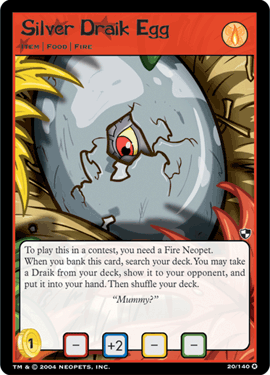 Silver Draik Egg
Item | Food | Fire
To play this in a contest, you need a Fire Neopet.
When you bank this card, search your deck. You may
take a Draik from your deck, show it to your opponent, and
put it into your hand. Then shuffle your deck.
"Mummy?"
1
–
+2
–
–
TM & © 2004 NEOPETS, INC.
20/140